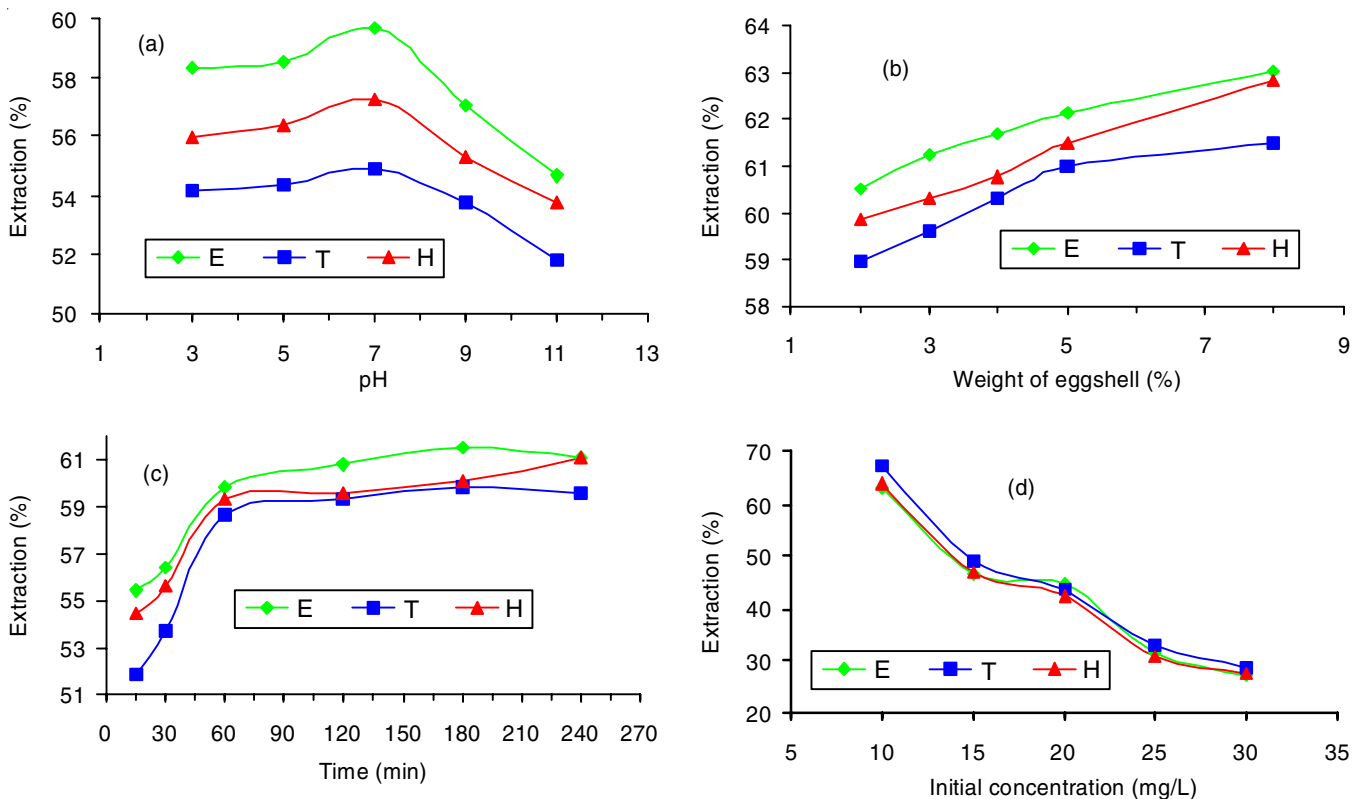 (a)
60
58
56
54
52
50
Extraction (%)
E T H
1 3 5 7 9 11 13
pH
(b)
64
63
62
61
60
59
58
Extraction (%)
E T H
1 3 5 7 9
Weight of eggshell (%)
(c)
61
59
57
55
53
51
Extraction (%)
E T H
0 30 60 90 120 150 180 210 240 270
Time (min)
(d)
70
60
50
40
30
20
Extraction (%)
E T H
5 10 15 20 25 30 35
Initial concentration (mg/L)